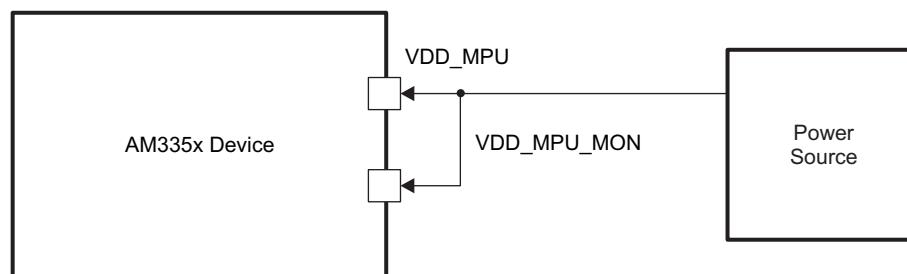 VDD_MPU
AM335x Device
VDD_MPU_MON
Power
Source